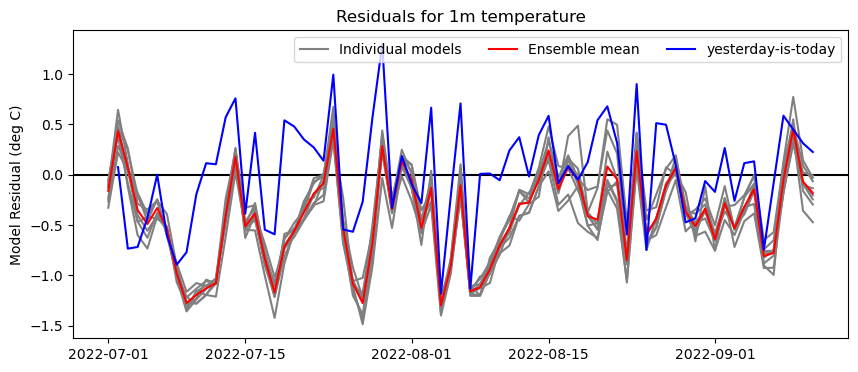 Residuals for 1m temperature
Individual models Ensemble mean yesterday-is-today
Model Residual (deg C)
1.0
0.5
0.0
−0.5
−1.0
−1.5
2022-07-01 2022-07-15 2022-08-01 2022-08-15 2022-09-01